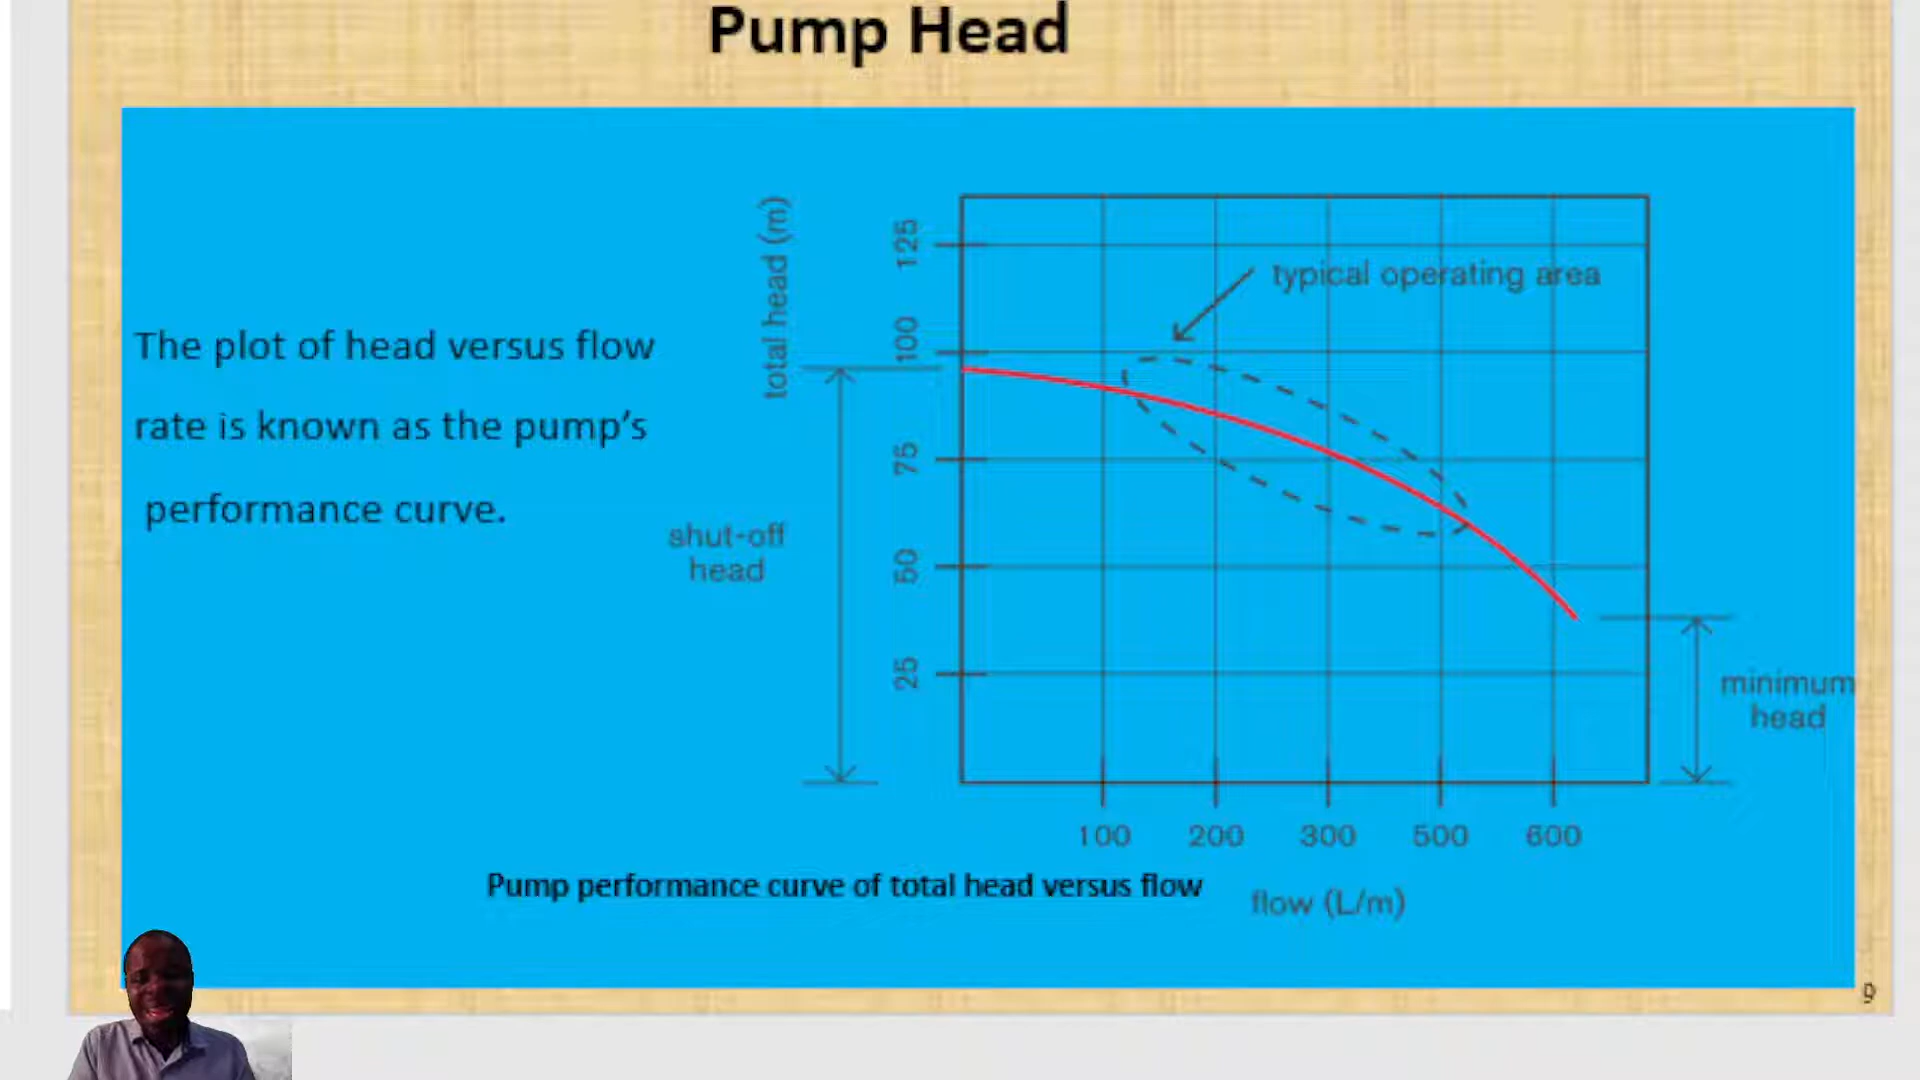 Pump Head
The plot of head versus flow
rate is known as the pump’s
performance curve.
total head (m)
125
100
75
50
25
typical operating area
shut-off
head
minimum
head
100 200 300 500 600
Pump performance curve of total head versus flow
flow (L/m)
9